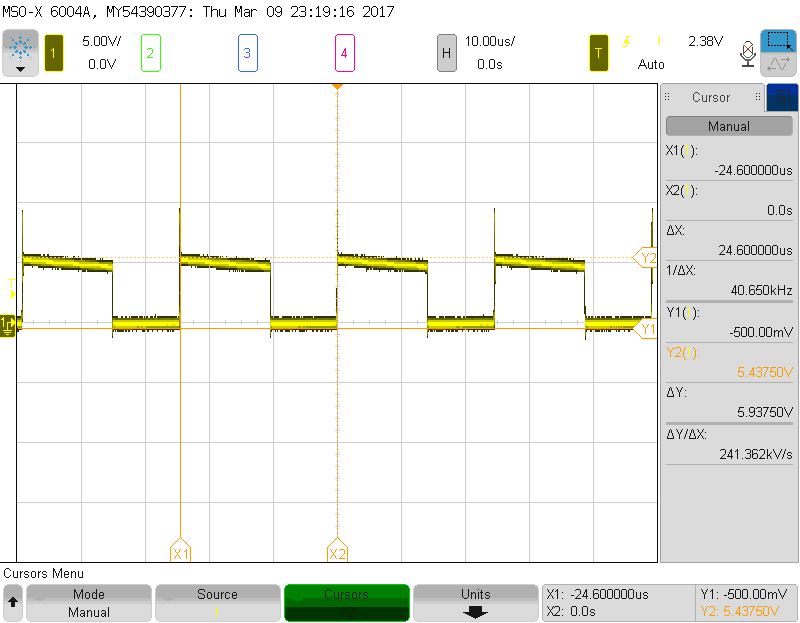 MSO-X 6004A, MY54390377: Thu Mar 09 23:19:16 2017
1 5.00V/ 2 3 4 H 10.00us/ T 1 2.38V
0.0V 0.0s Auto
Cursor
Manual
X1( ):
-24.600000us
X2( ):
0.0s
ΔX:
24.600000us
1/ΔX:
40.650kHz
Y1( ):
-500.00mV
Y2( ):
5.43750V
ΔY:
5.93750V
ΔY/ΔX:
241.362kV/s
Y2
T
1
Y1
X1 X2
Cursors Menu
Mode Source Cursors Units
Manual
X1: -24.600000us Y1: -500.00mV
X2: 0.0s Y2: 5.43750V